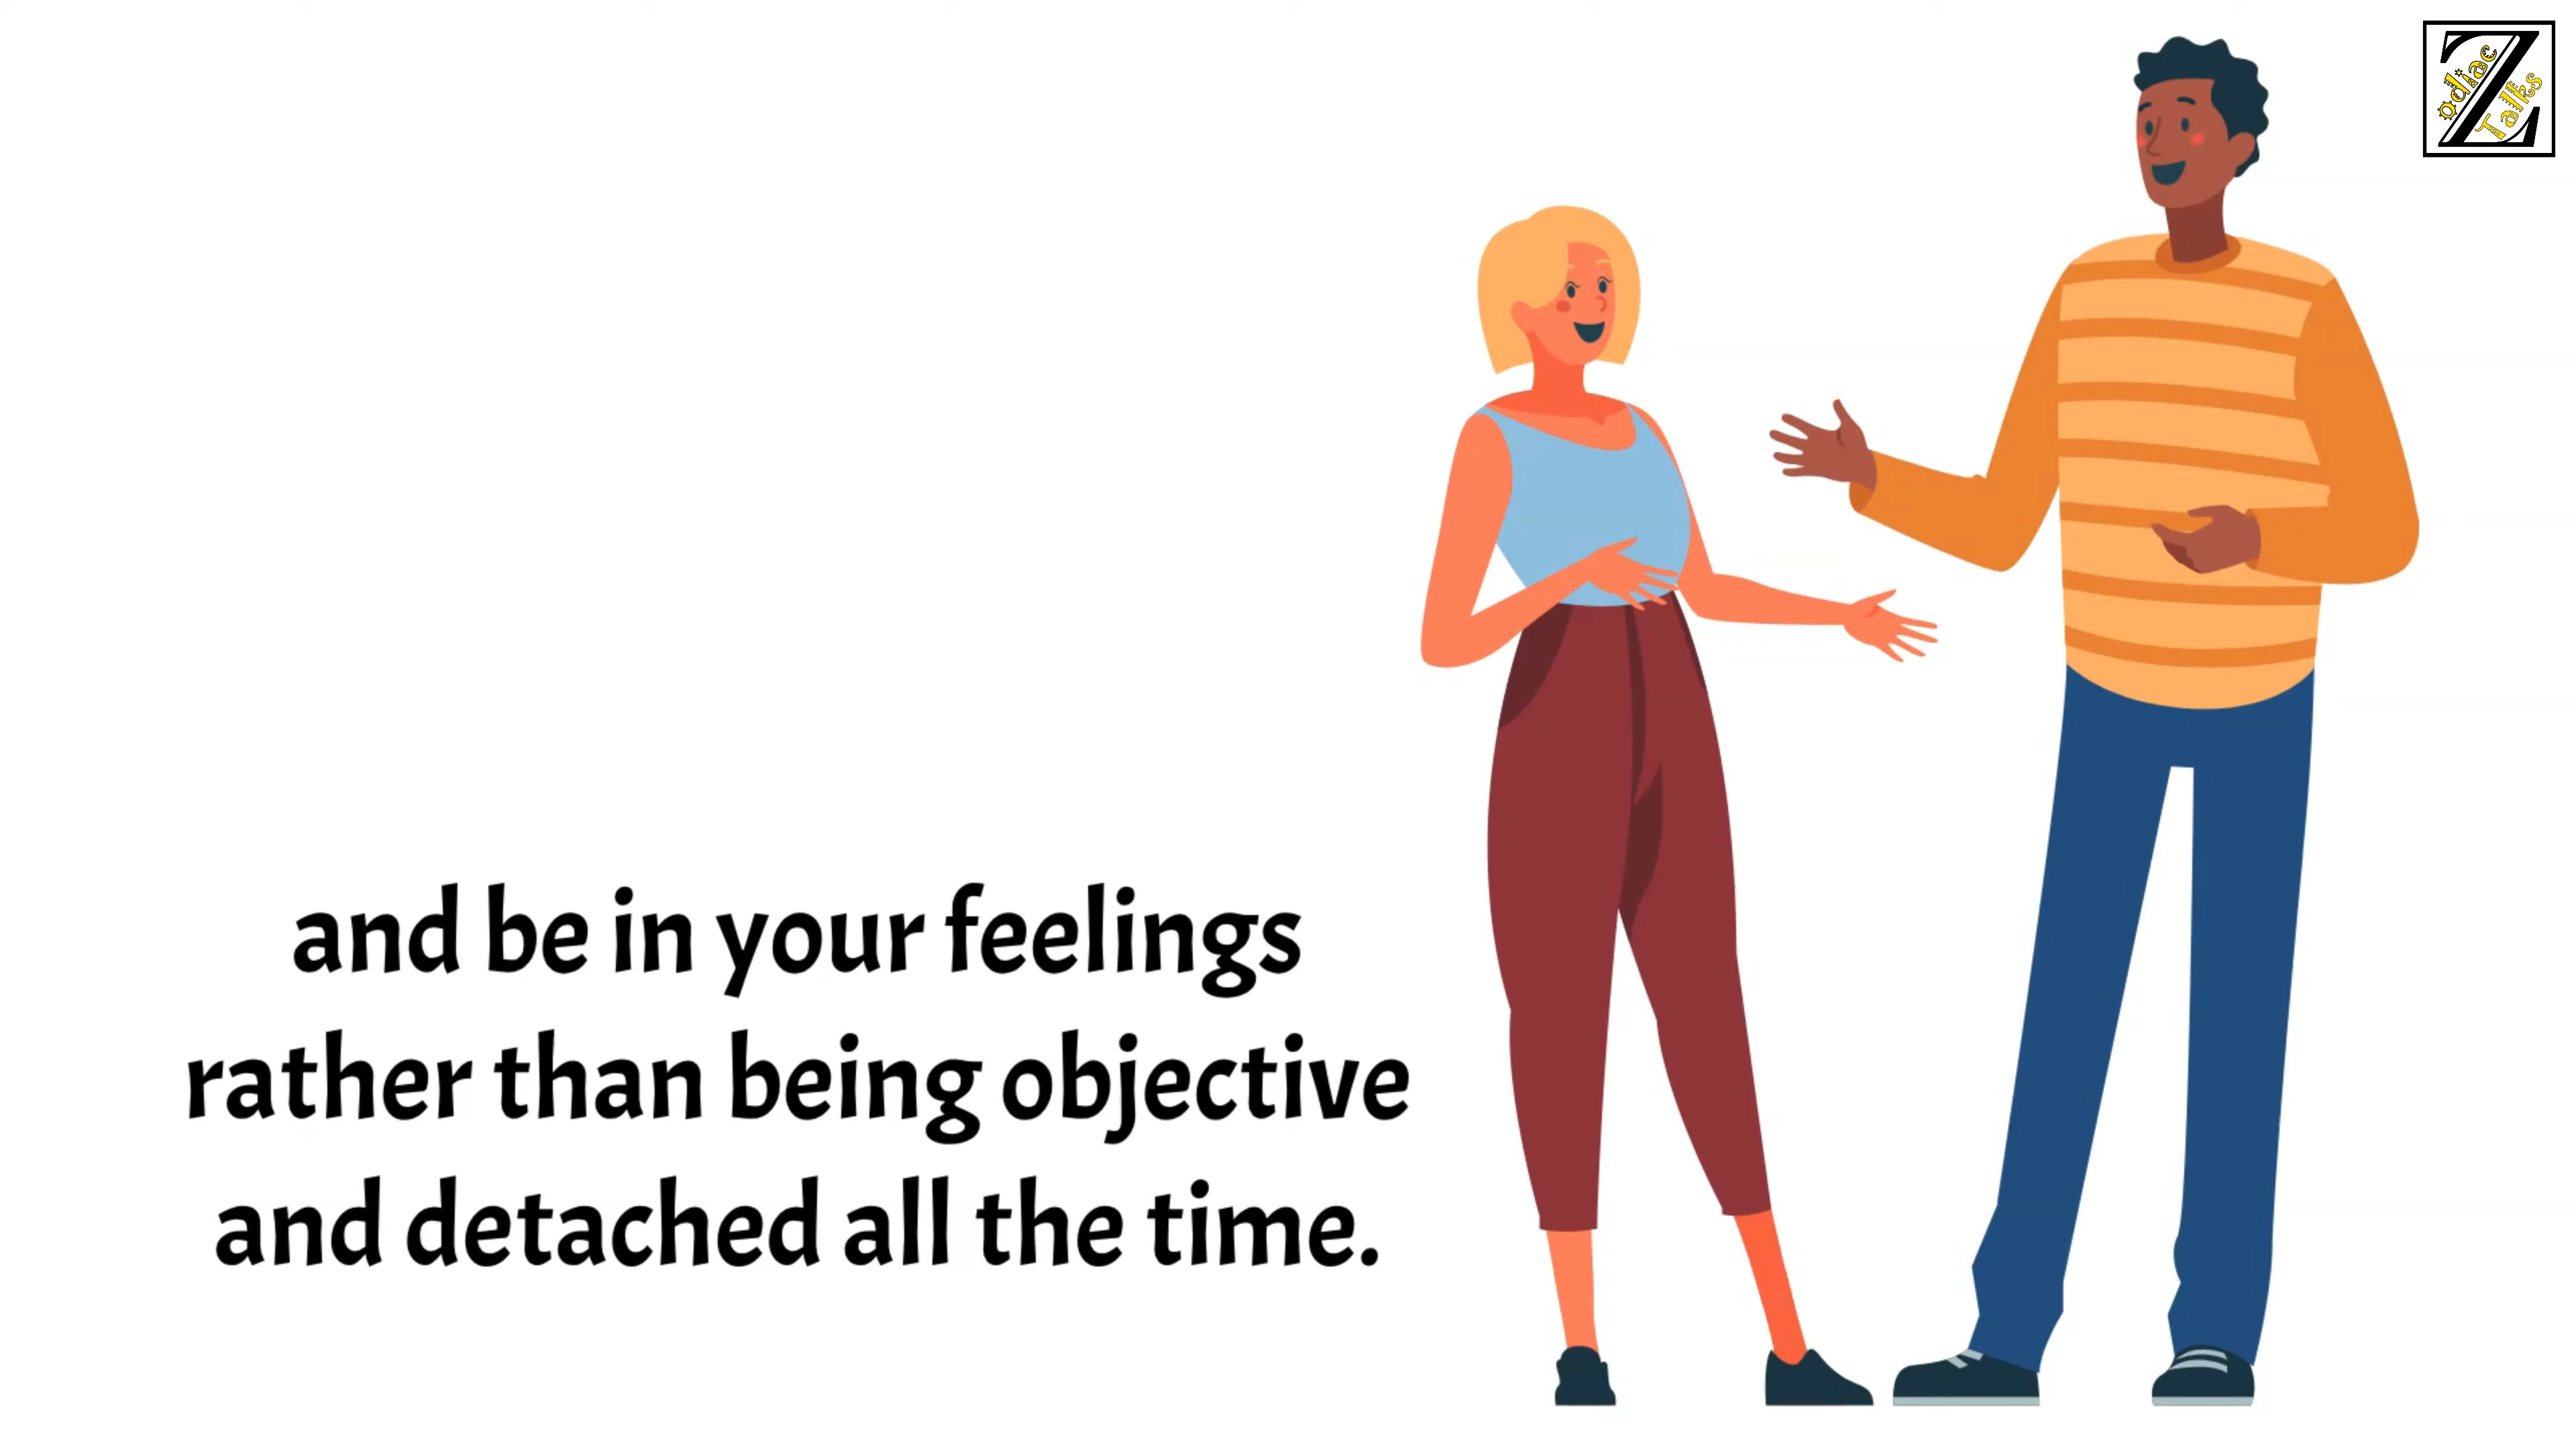 Zodiac
Talks
and be in your feelings
rather than being objective
and detached all the time.